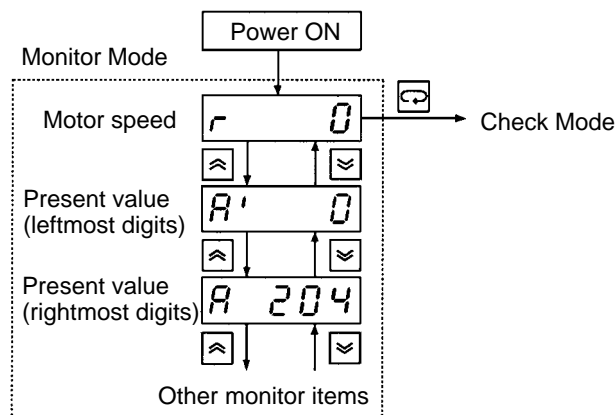 Power ON
Monitor Mode
Motor speed
r 0
Check Mode
Present value
(leftmost digits)
A' 0
Present value
(rightmost digits)
A 204
Other monitor items